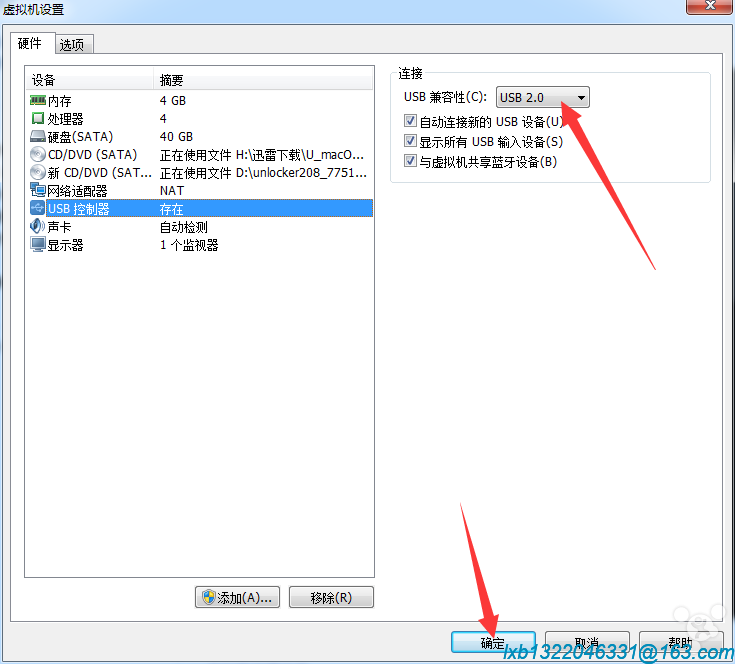 虚拟机设置
硬件 选项
设备 摘要
内存 4 GB
处理器 4
硬盘(SATA) 40 GB
CD/DVD (SATA) 正在使用文件 H:\迅雷下载\U_macO...
新 CD/DVD (SAT... 正在使用文件 D:\unlocker208_7751...
网络适配器 NAT
USB 控制器 存在
声卡 自动检测
显示器 1 个监视器
连接
USB 兼容性(C): USB 2.0
自动连接新的 USB 设备(U)
显示所有 USB 输入设备(S)
与虚拟机共享蓝牙设备(B)
添加(A)... 移除(R)
确定 取消 帮助
lxb1322046331@163.com